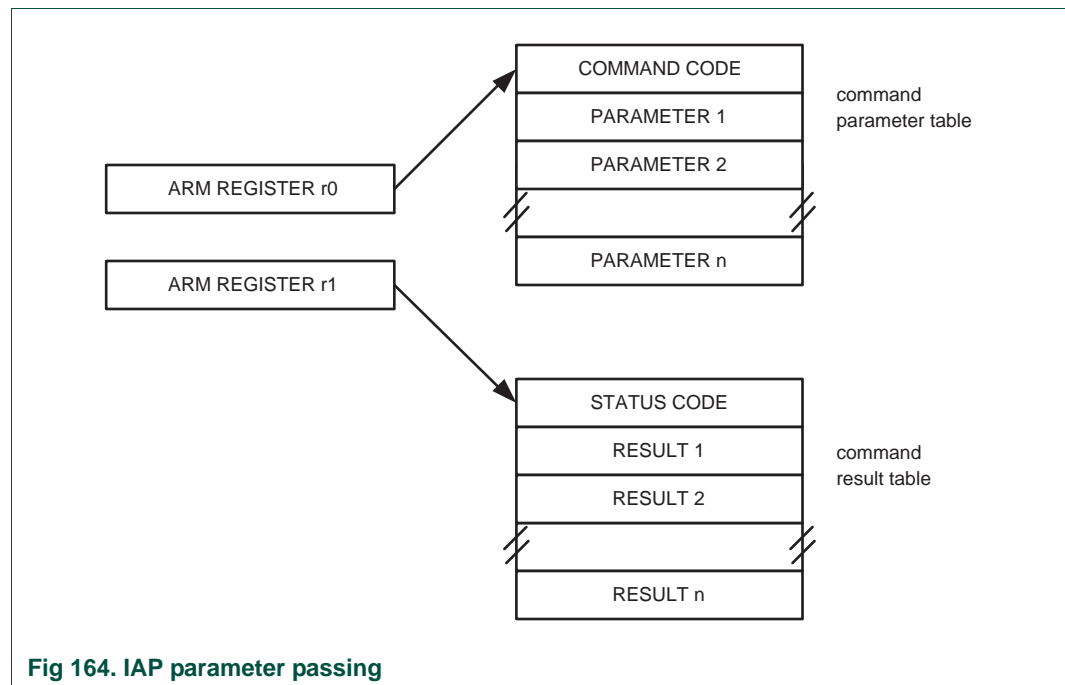 COMMAND CODE
PARAMETER 1
PARAMETER 2
PARAMETER n
command
parameter table
ARM REGISTER r0
ARM REGISTER r1
STATUS CODE
RESULT 1
RESULT 2
RESULT n
command
result table
Fig 164. IAP parameter passing